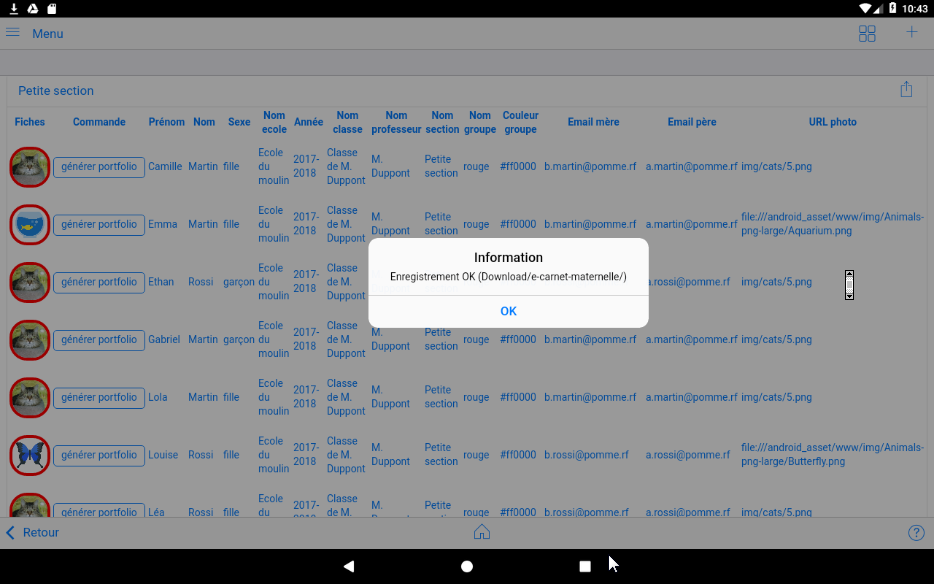 10:43
Menu
Petite section
Fiches Commande Prénom Nom Sexe Nom ecole Année Nom classe Nom professeur Nom section Nom groupe Couleur groupe Email mère Email père URL photo
générer portfolio Camille Martin fille Ecole du moulin 2017-2018 Classe de M. Duppont M. Duppont Petite section rouge #ff0000 b.martin@pomme.rf a.martin@pomme.rf img/cats/5.png
générer portfolio Emma Martin fille Ecole du moulin 2017-2018 Classe de M. Duppont M. Duppont Petite section rouge #ff0000 b.martin@pomme.rf a.martin@pomme.rf file:///android_asset/www/img/Animals-png-large/Aquarium.png
Information
Enregistrement OK (Download/e-carnet-maternelle/)
OK
générer portfolio Ethan Rossi garçon Ecole du moulin 2017-2018 Classe de M. Duppont a.rossi@pomme.rf img/cats/5.png
générer portfolio Gabriel Martin garçon Ecole du moulin 2017-2018 Classe de M. Duppont M. Duppont Petite section rouge #ff0000 b.martin@pomme.rf a.martin@pomme.rf img/cats/5.png
générer portfolio Lola Martin fille Ecole du moulin 2017-2018 Classe de M. Duppont M. Duppont Petite section rouge #ff0000 b.martin@pomme.rf a.martin@pomme.rf img/cats/5.png
générer portfolio Louise Rossi fille Ecole du moulin 2017-2018 Classe de M. Duppont M. Duppont Petite section rouge #ff0000 b.rossi@pomme.rf a.rossi@pomme.rf file:///android_asset/www/img/Animals-png-large/Butterfly.png
générer portfolio Léa Rossi fille Ecole du 2017-2018 Classe de M. M. Petite section rouge #ff0000 b.rossi@pomme.rf a.rossi@pomme.rf img/cats/5.png
Retour